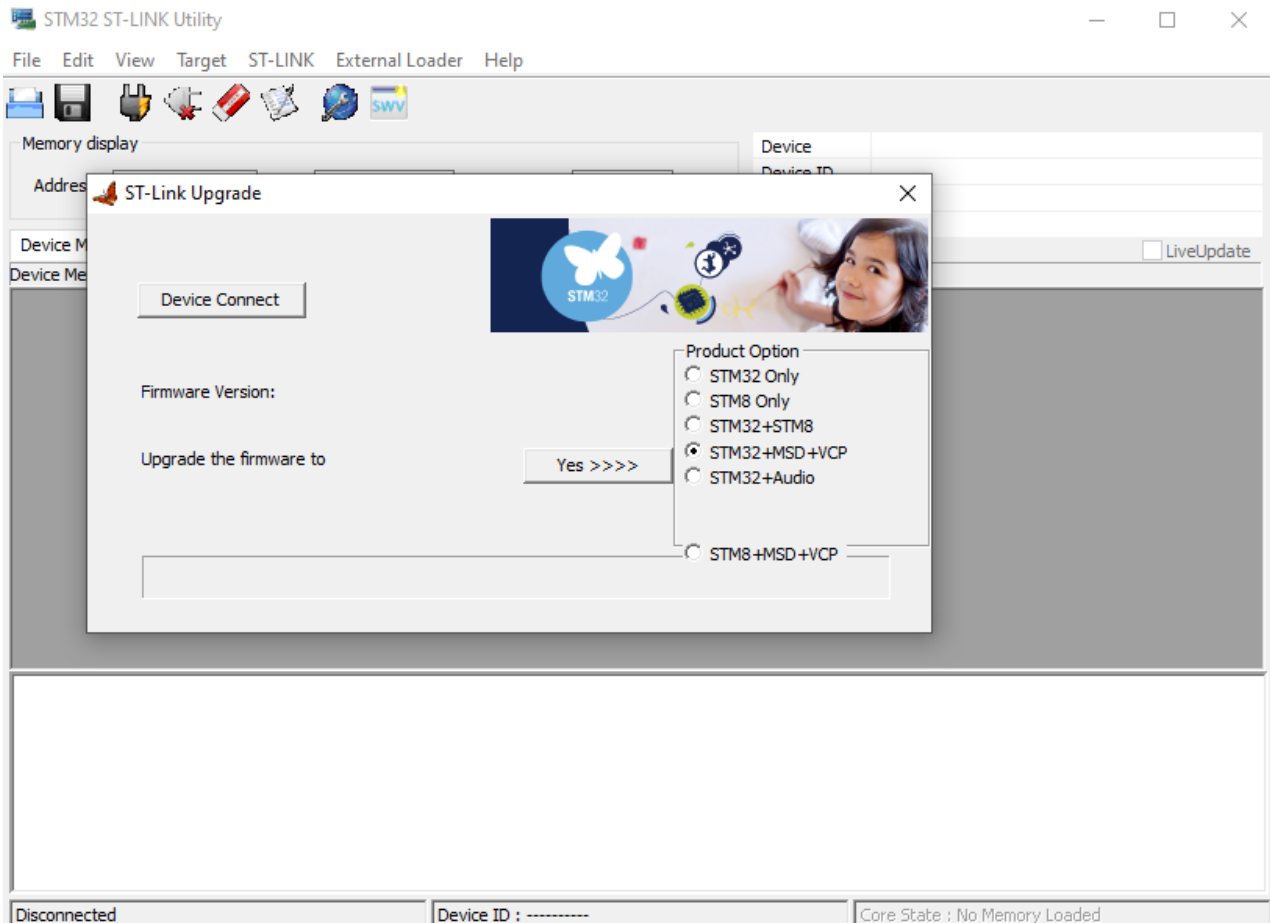 STM32 ST-LINK Utility
File Edit View Target ST-LINK External Loader Help
SWV
Memory display
Device
Addres
Device ID
ST-Link Upgrade
Device M
LiveUpdate
Device Me
STM32
Device Connect
Product Option
STM32 Only
Firmware Version:
STM8 Only
STM32+STM8
STM32+MSD+VCP
Upgrade the firmware to
Yes >>>>
STM32+Audio
STM8+MSD+VCP
Disconnected
Device ID : ----------
Core State : No Memory Loaded